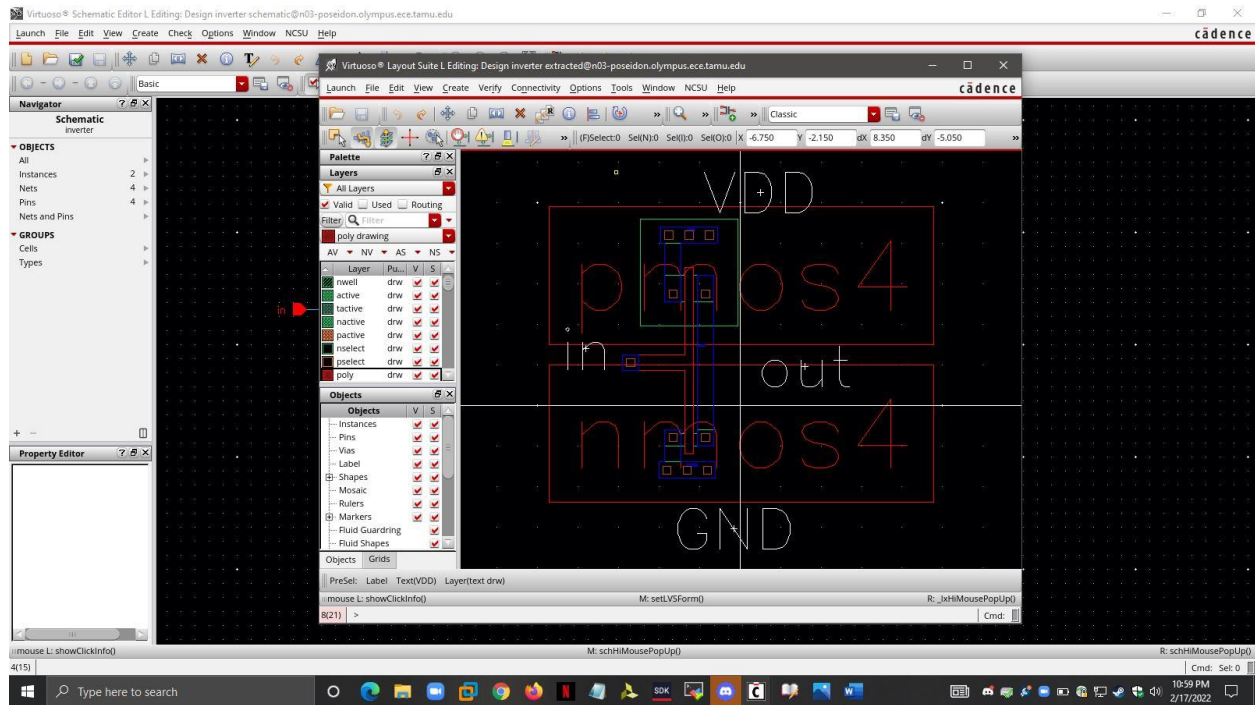 Virtuoso® Schematic Editor L Editing: Design inverter schematic@n03-poseidon.olympus.ece.tamu.edu
Launch File Edit View Create Check Options Window NCSU Help
cādence
Basic
Navigator
Schematic
inverter
OBJECTS
All
Instances 2
Nets 4
Pins 4
Nets and Pins
GROUPS
Cells
Types
Property Editor
in
Virtuoso® Layout Suite L Editing: Design inverter extracted@n03-poseidon.olympus.ece.tamu.edu
Launch File Edit View Create Verify Connectivity Options Tools Window NCSU Help
cādence
Classic
(F)Select:0 Sel(N):0 Sel(I):0 Sel(O):0 X -6.750 Y -2.150 dX 8.350 dY -5.050
Palette
Layers
All Layers
Valid Used Routing
Filter Filter
poly drawing
AV NV AS NS
Layer Pu... V S
nwell drw
active drw
tactive drw
nactive drw
pactive drw
nselect drw
pselect drw
poly drw
Objects
Objects V S
Instances
Pins
Vias
Label
Shapes
Mosaic
Rulers
Markers
Fluid Guardring
Fluid Shapes
Objects Grids
VDD
pmos4
in
out
nmos4
GND
PreSel: Label Text(VDD) Layer(text drw)
mouse L: showClickInfo() M: setLVSForm() R: _lxHiMousePopUp()
8(21) > Cmd:
mouse L: showClickInfo() M: schHiMousePopUp() R: schHiMousePopUp()
4(15) Cmd: Sel: 0
Type here to search
SDK
10:59 PM
2/17/2022